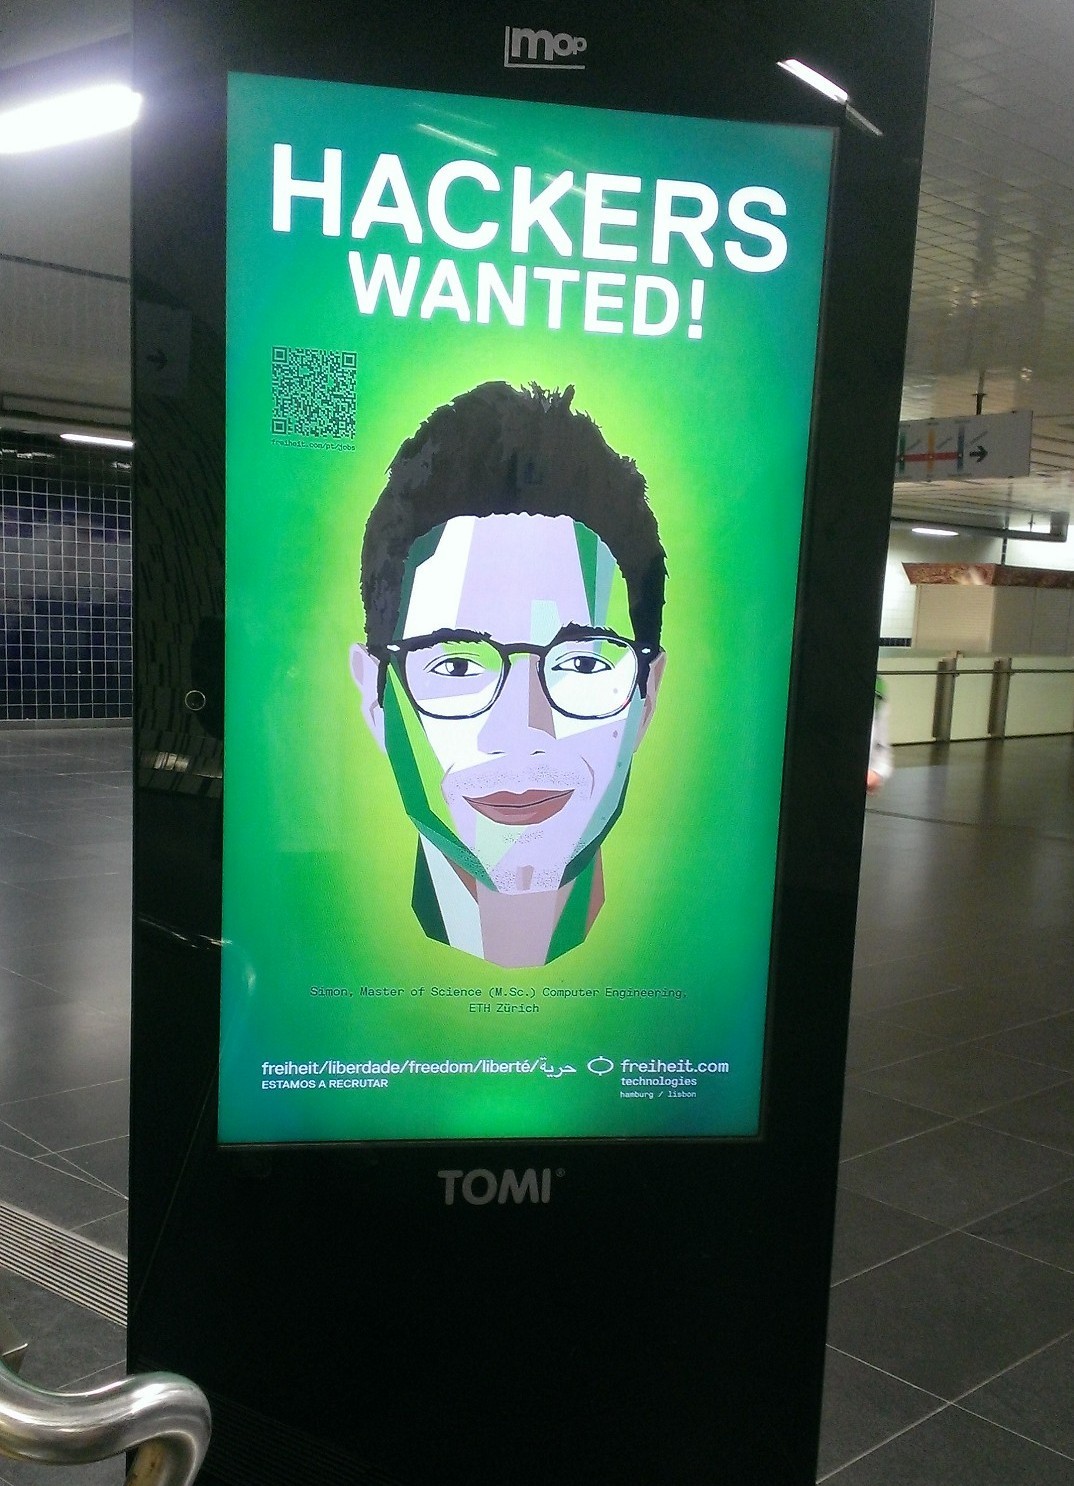 mop
HACKERS
WANTED!
freiheit.com/pt/jobs
Simon, Master of Science (M.Sc.) Computer Engineering,
ETH Zürich
freiheit/liberdade/freedom/liberté/حرية
ESTAMOS A RECRUTAR
freiheit.com
technologies
hamburg / lisbon
TOMI®